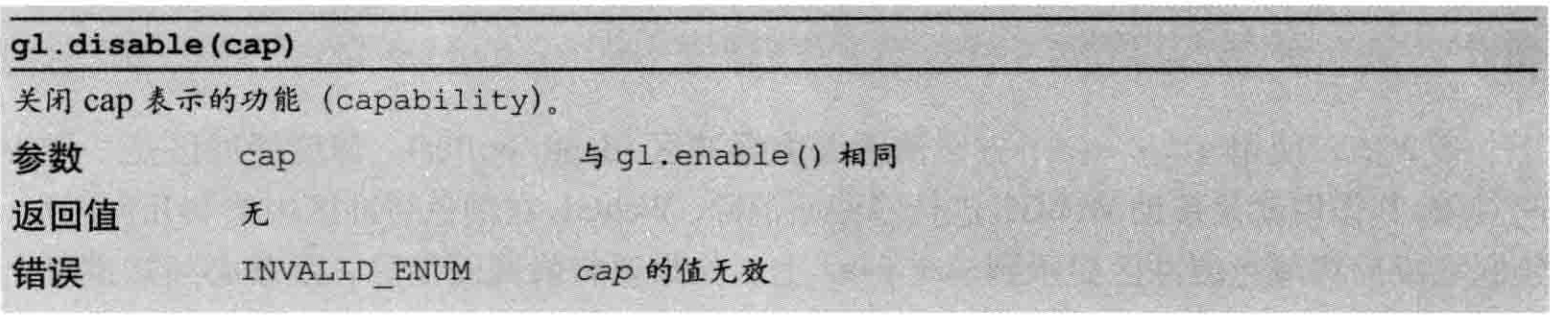 gl.disable(cap)
关闭 cap 表示的功能 (capability)。
参数 cap 与 gl.enable() 相同
返回值 无
错误 INVALID_ENUM cap 的值无效